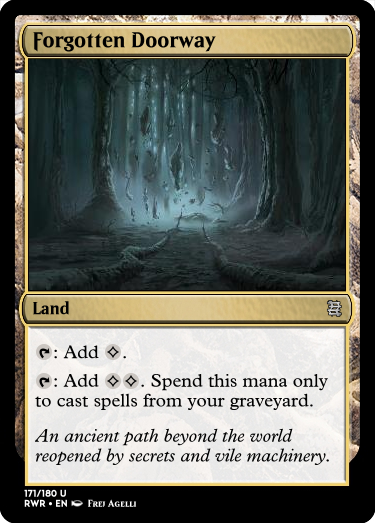 Forgotten Doorway
Land
: Add .
: Add . Spend this mana only
to cast spells from your graveyard.
An ancient path beyond the world
reopened by secrets and vile machinery.
171/180 U
RWR • EN Frei Agelli